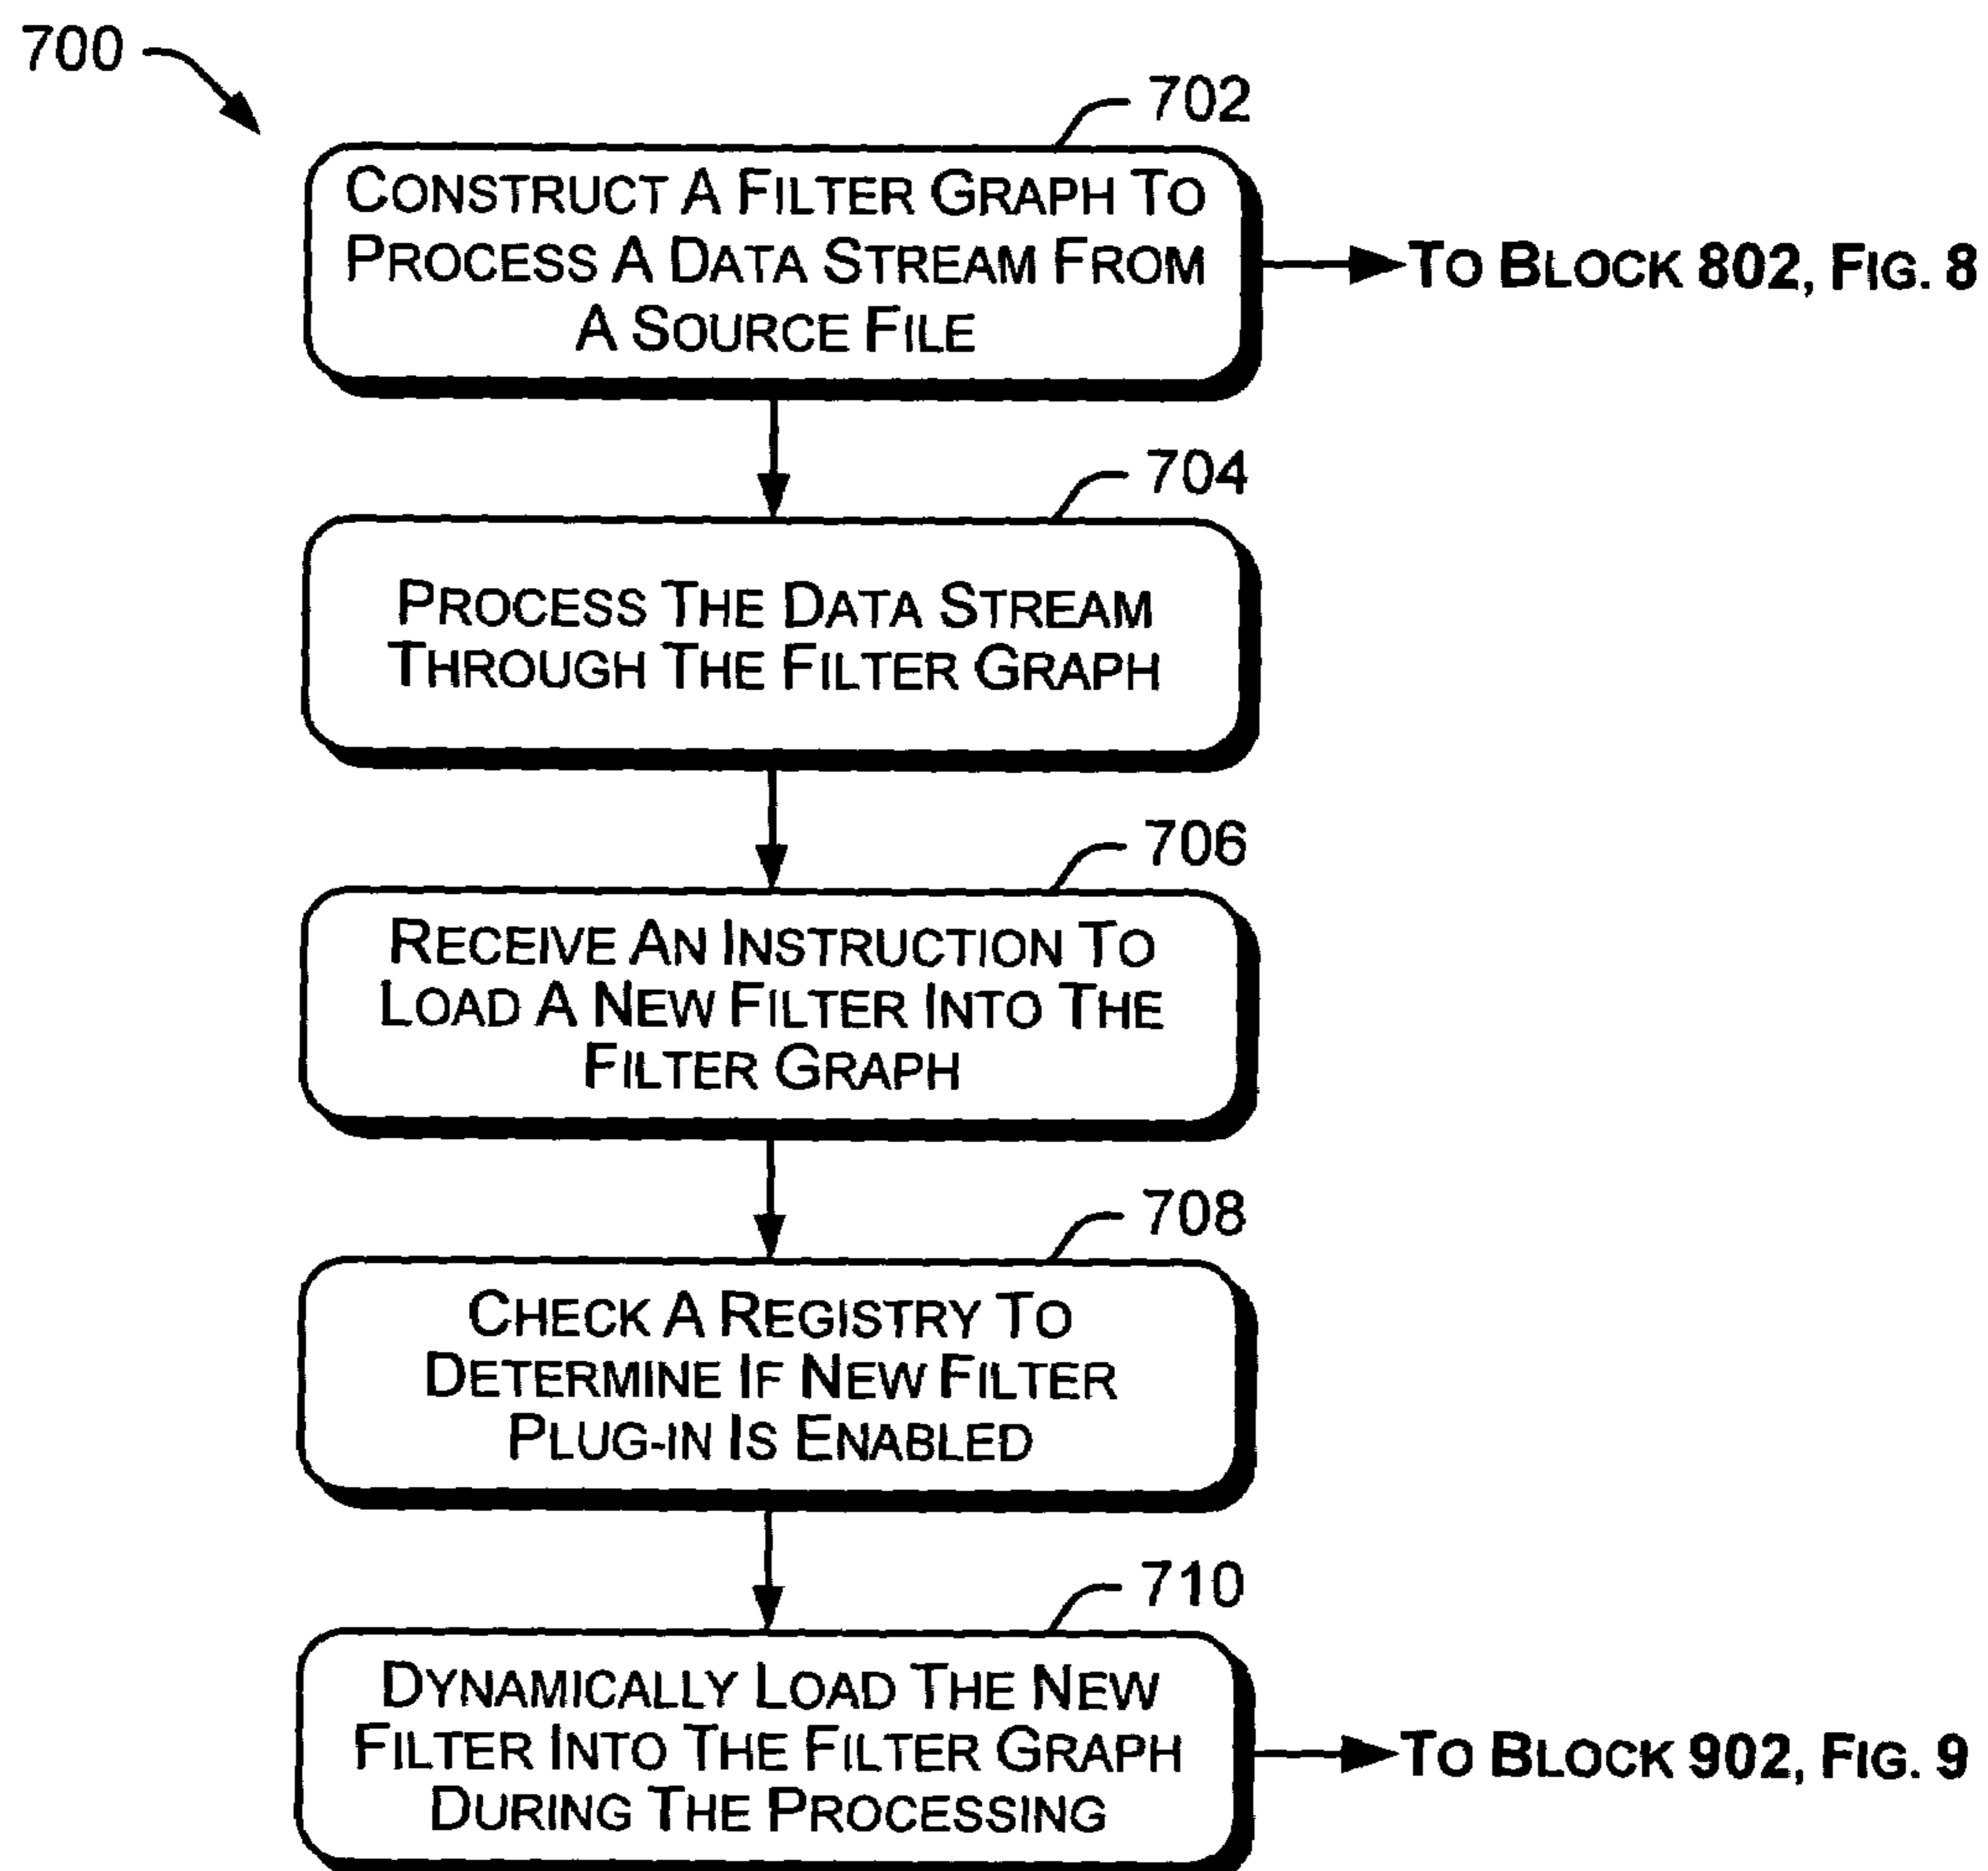 700
702
CONSTRUCT A FILTER GRAPH TO
PROCESS A DATA STREAM FROM
A SOURCE FILE
TO BLOCK 802, FIG. 8
704
PROCESS THE DATA STREAM
THROUGH THE FILTER GRAPH
706
RECEIVE AN INSTRUCTION TO
LOAD A NEW FILTER INTO THE
FILTER GRAPH
708
CHECK A REGISTRY TO
DETERMINE IF NEW FILTER
PLUG-IN IS ENABLED
710
DYNAMICALLY LOAD THE NEW
FILTER INTO THE FILTER GRAPH
DURING THE PROCESSING
TO BLOCK 902, FIG. 9